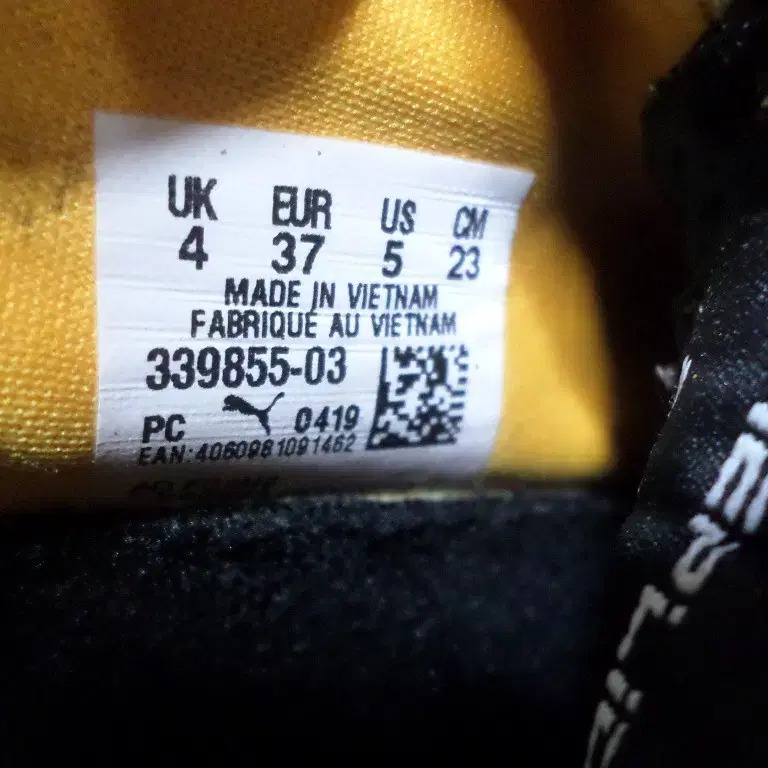 UK EUR US CM
4 37 5 23
MADE IN VIETNAM
FABRIQUE AU VIETNAM
339855-03
PC 0419
EAN:4060981091462